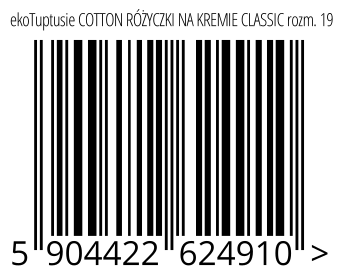 ekoTuptusie COTTON RÓŻYCZKI NA KREMIE CLASSIC rozm. 19
5 904422 624910 >